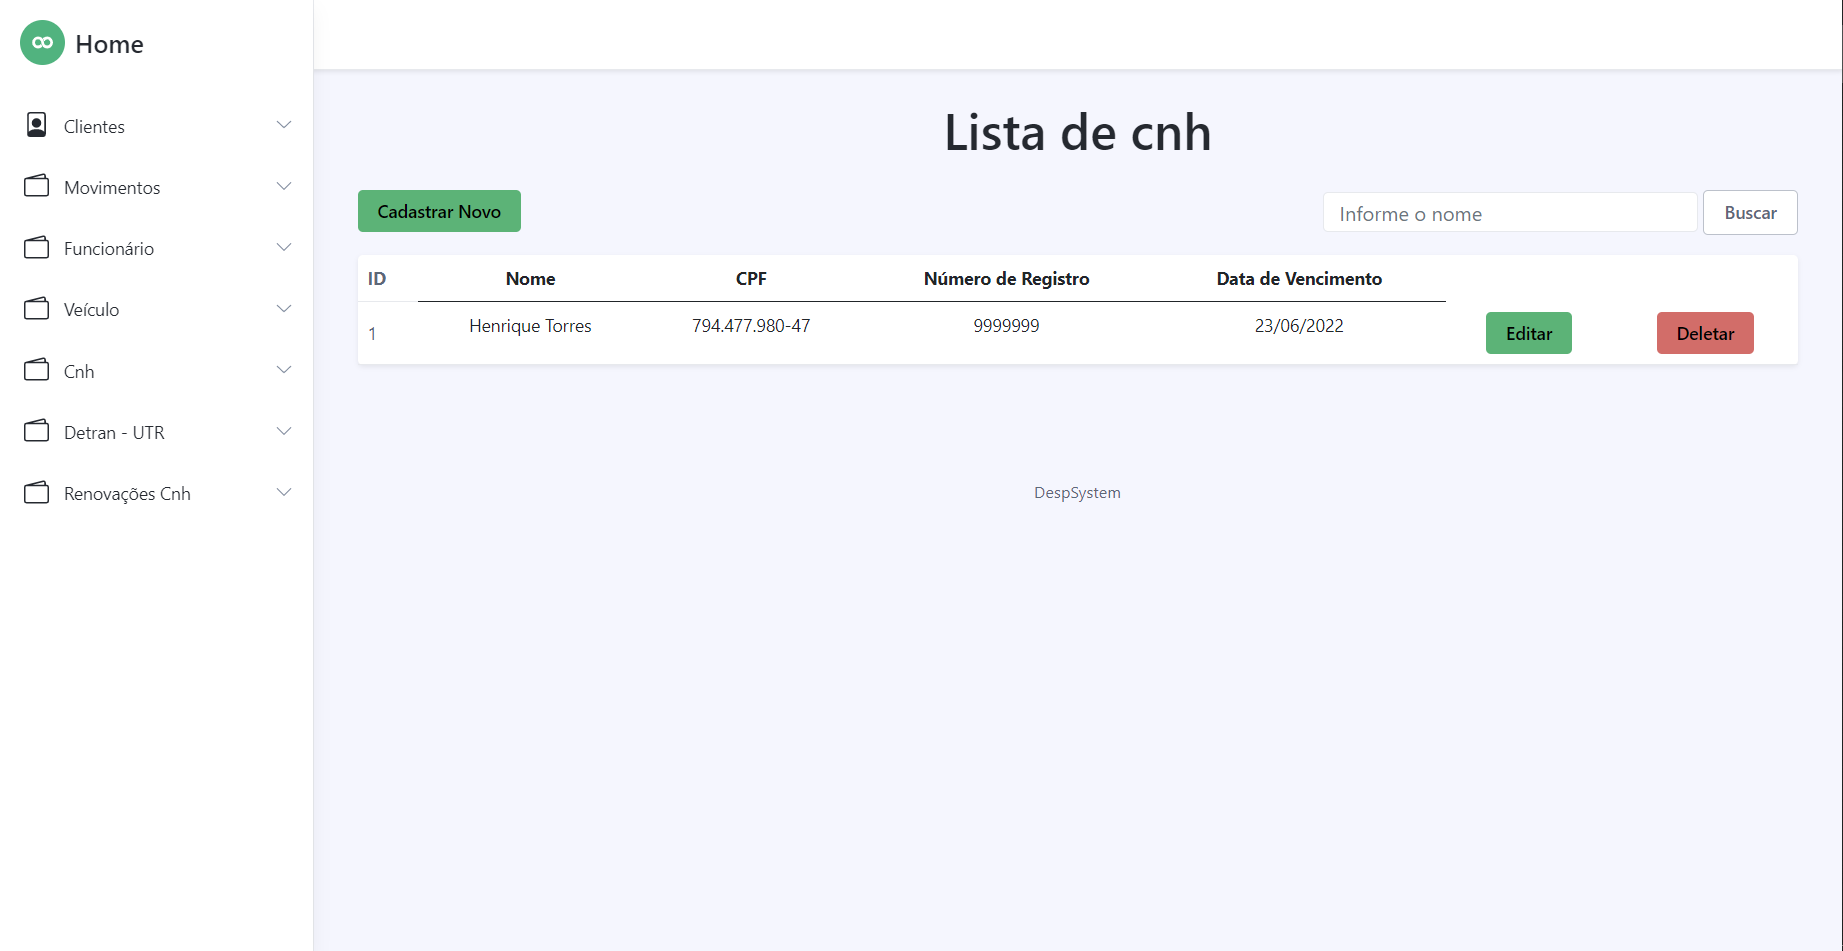 Home
Clientes
Movimentos
Funcionário
Veículo
Cnh
Detran - UTR
Renovações Cnh
Lista de cnh
Cadastrar Novo
Informe o nome Buscar
ID Nome CPF Número de Registro Data de Vencimento
1 Henrique Torres 794.477.980-47 9999999 23/06/2022 Editar Deletar
DespSystem